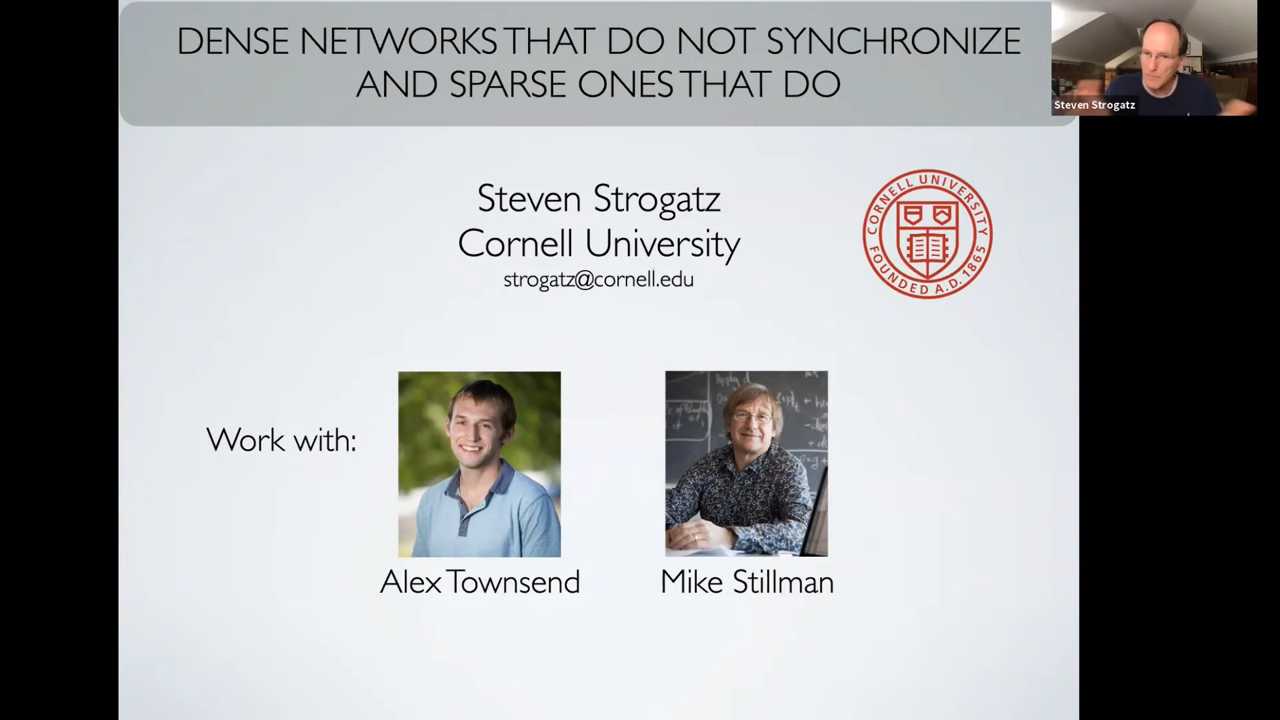 DENSE NETWORKS THAT DO NOT SYNCHRONIZE
AND SPARSE ONES THAT DO
Steven Strogatz
Steven Strogatz
Cornell University
strogatz@cornell.edu
CORNELL UNIVERSITY
FOUNDED A.D. 1865
Work with:
Alex Townsend
Mike Stillman